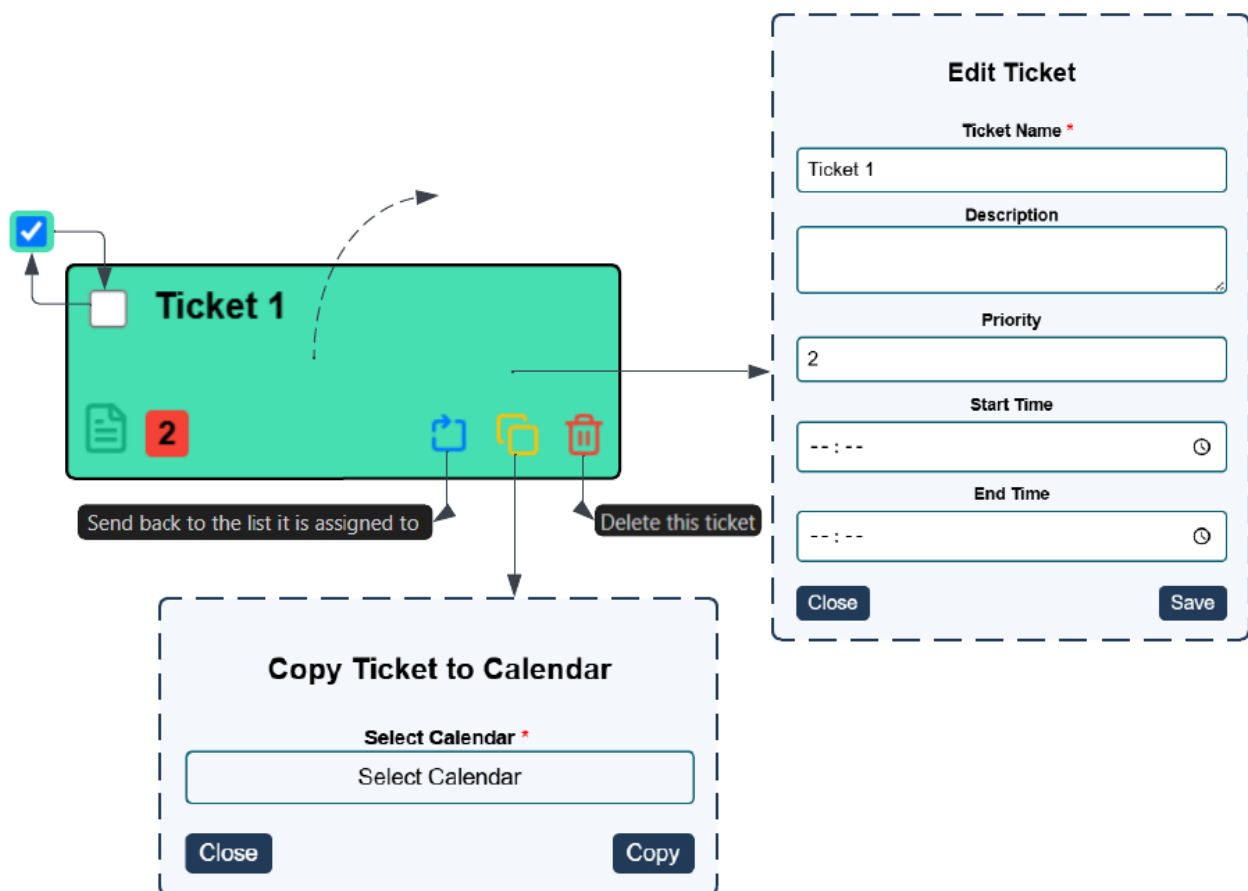 Edit Ticket
Ticket Name *
Ticket 1
Description
Priority
2
Start Time
--:--
End Time
--:--
Close
Save
Ticket 1
2
Send back to the list it is assigned to
Delete this ticket
Copy Ticket to Calendar
Select Calendar *
Select Calendar
Close
Copy